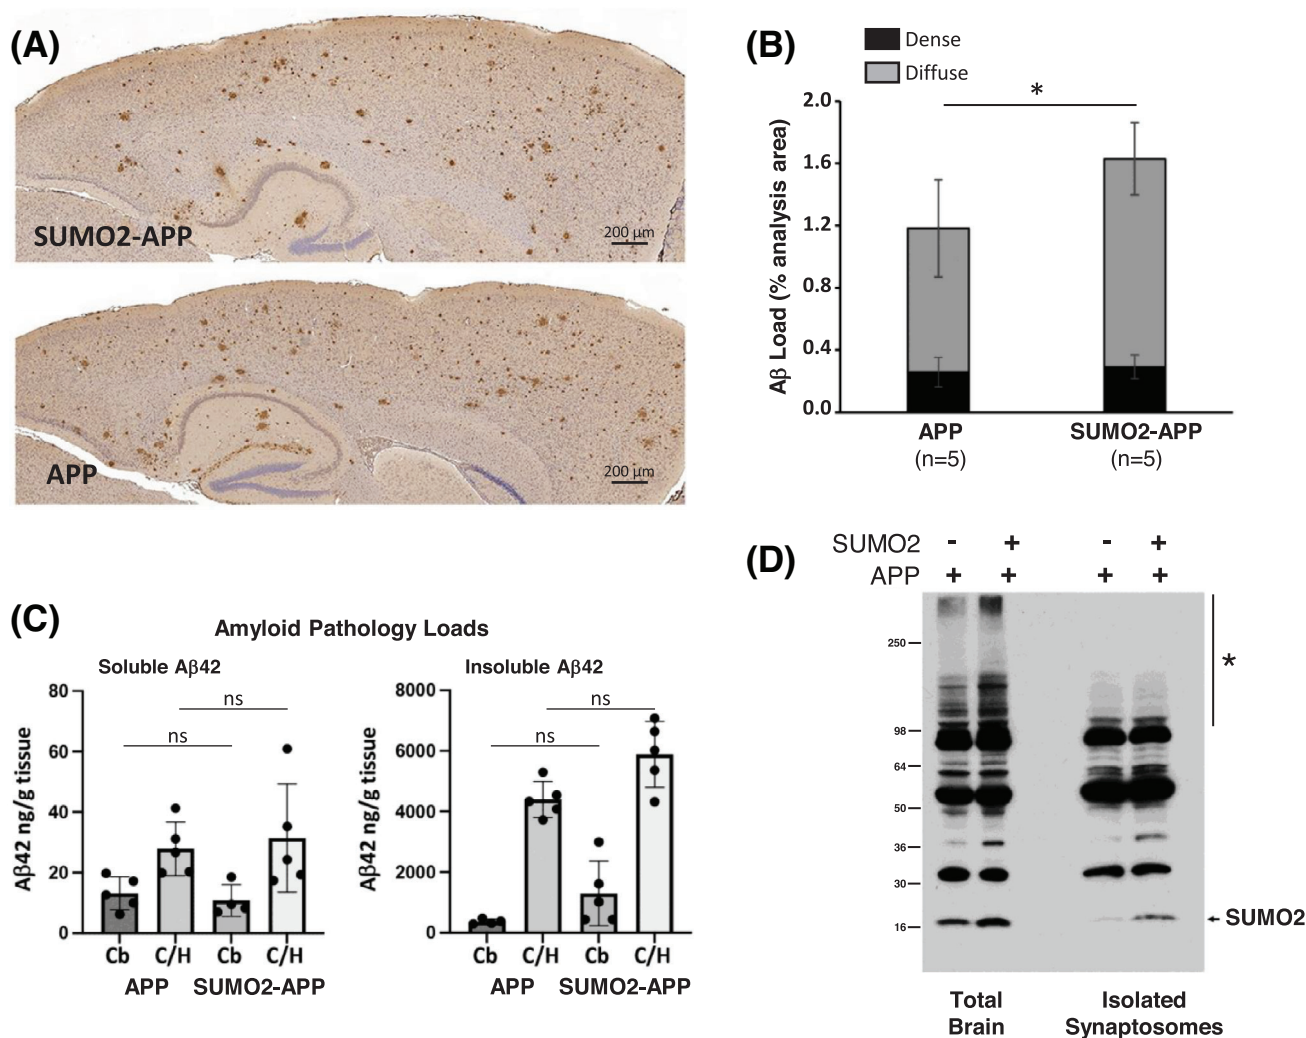 (A)
SUMO2-APP
200 µm
APP
200 µm
(B)
Dense
Diffuse
*
Aβ Load (% analysis area)
2.0
1.6
1.2
0.8
0.4
0.0
APP
(n=5)
SUMO2-APP
(n=5)
(C)
Amyloid Pathology Loads
Soluble Aβ42
Aβ42 ng/g tissue
80
60
40
20
0
ns
ns
Cb C/H Cb C/H
APP SUMO2-APP
Insoluble Aβ42
Aβ42 ng/g tissue
8000
6000
4000
2000
0
ns
ns
Cb C/H Cb C/H
APP SUMO2-APP
(D)
SUMO2 - + - +
APP + + + +
250
98
64
50
36
30
16
*
SUMO2
Total
Brain
Isolated
Synaptosomes